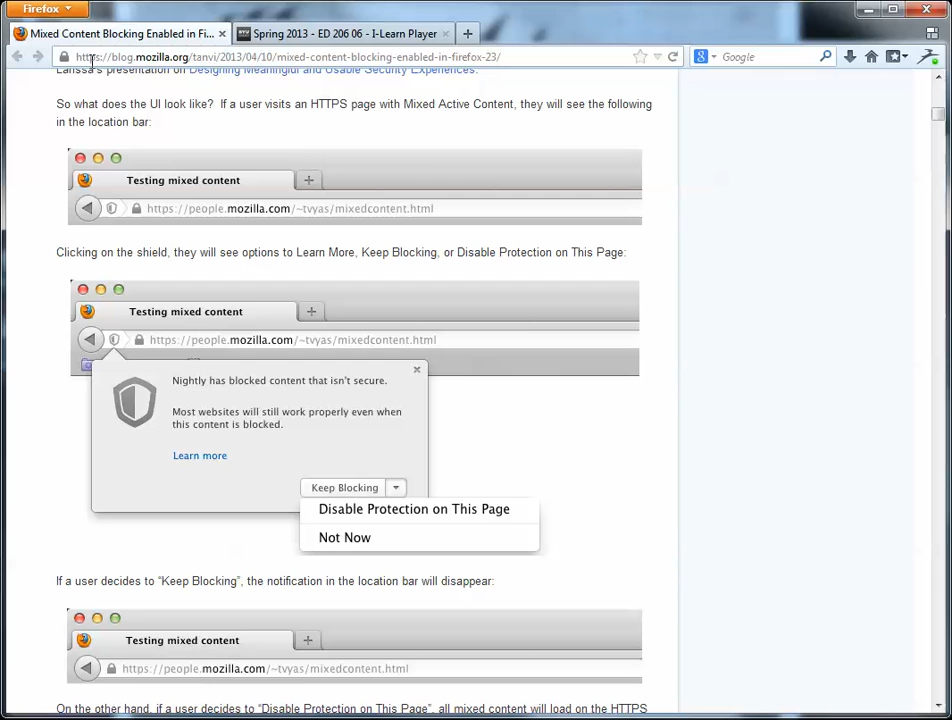 Firefox
Mixed Content Blocking Enabled in Fi...
Spring 2013 - ED 206 06 - I-Learn Player
https://blog.mozilla.org/tanvi/2013/04/10/mixed-content-blocking-enabled-in-firefox-23/
Google
Larissa's presentation on Designing Meaningful and Usable Security Experiences.
So what does the UI look like? If a user visits an HTTPS page with Mixed Active Content, they will see the following
in the location bar:
Testing mixed content
https://people.mozilla.com/~tvyas/mixedcontent.html
Clicking on the shield, they will see options to Learn More, Keep Blocking, or Disable Protection on This Page:
Testing mixed content
https://people.mozilla.com/~tvyas/mixedcontent.html
Nightly has blocked content that isn't secure.
Most websites will still work properly even when
this content is blocked.
Learn more
Keep Blocking
Disable Protection on This Page
Not Now
If a user decides to “Keep Blocking”, the notification in the location bar will disappear:
Testing mixed content
https://people.mozilla.com/~tvyas/mixedcontent.html
On the other hand, if a user decides to “Disable Protection on This Page”, all mixed content will load on the HTTPS